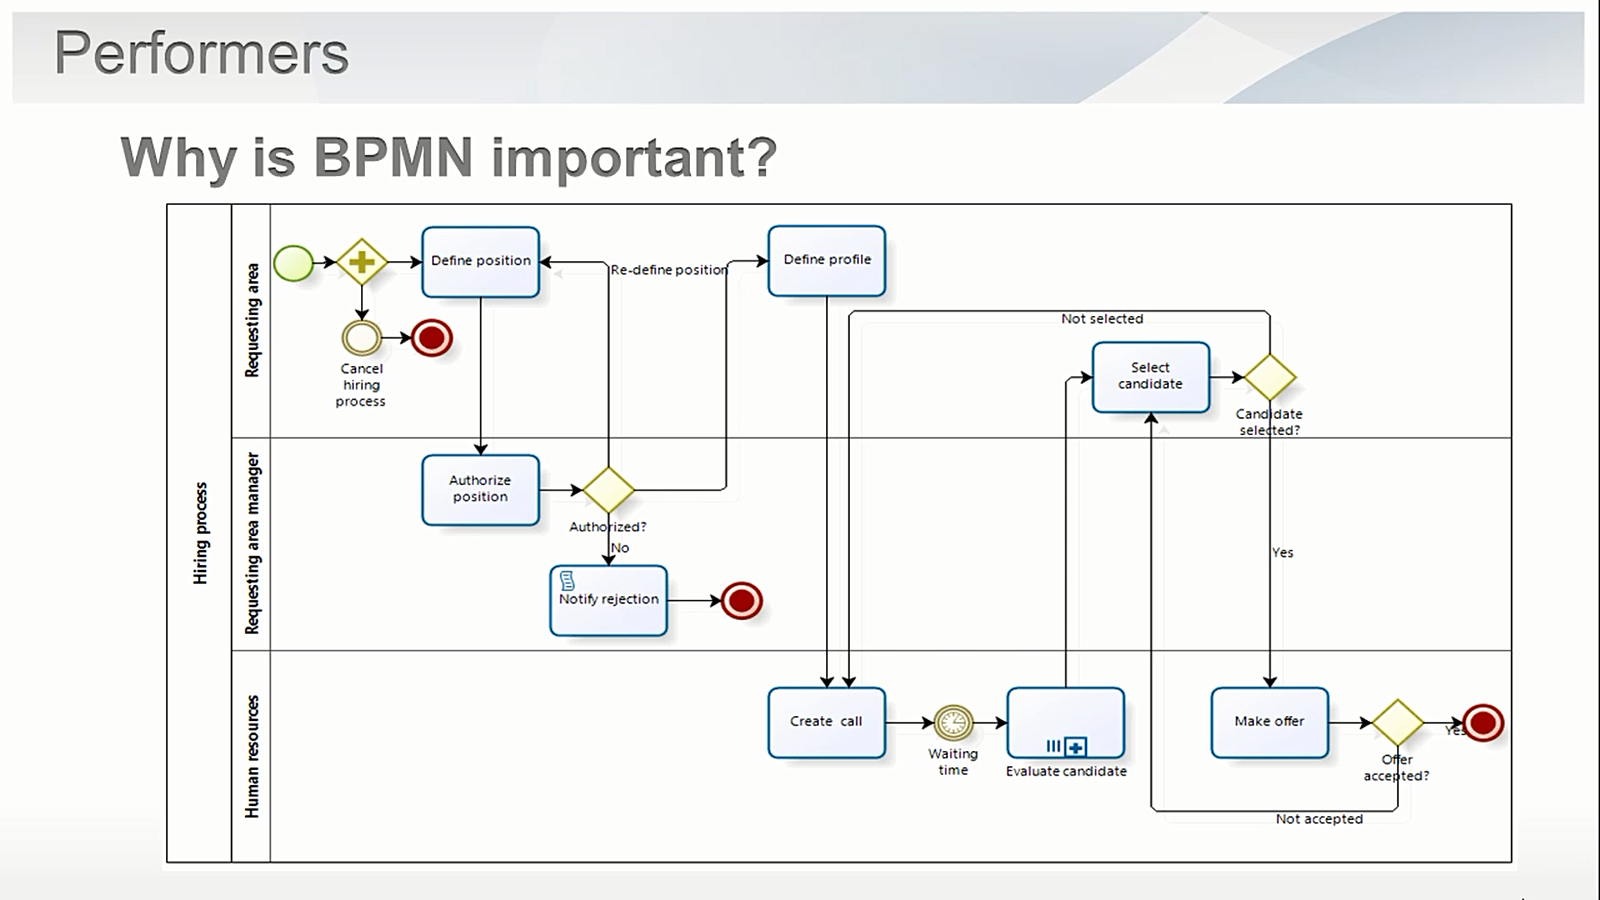 Performers
Why is BPMN important?
Hiring process
Requesting area
Define position
Re-define position
Define profile
Cancel
hiring
process
Not selected
Select
candidate
Candidate
selected?
Requesting area manager
Authorize
position
Authorized?
No
Notify rejection
Yes
Human resources
Create call
Waiting
time
Evaluate candidate
Make offer
Yes
Offer
accepted?
Not accepted